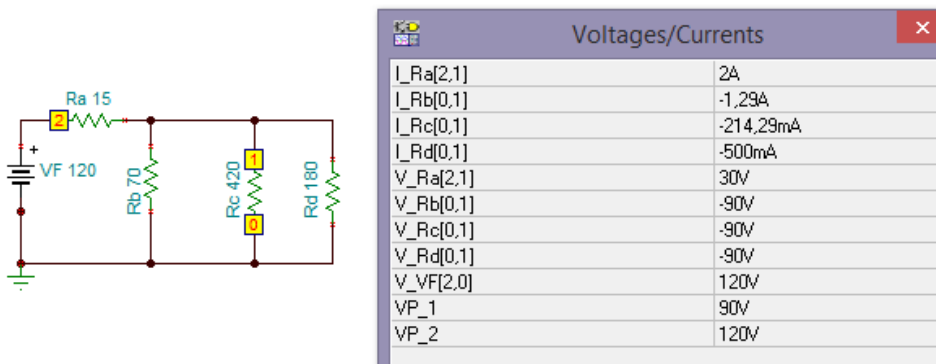 Ra 15
2
+
VF 120
Rb 70
1
Rc 420
0
Rd 180
Voltages/Currents
I_Ra[2,1] 2A
I_Rb[0,1] -1,29A
I_Rc[0,1] -214,29mA
I_Rd[0,1] -500mA
V_Ra[2,1] 30V
V_Rb[0,1] -90V
V_Rc[0,1] -90V
V_Rd[0,1] -90V
V_VF[2,0] 120V
VP_1 90V
VP_2 120V